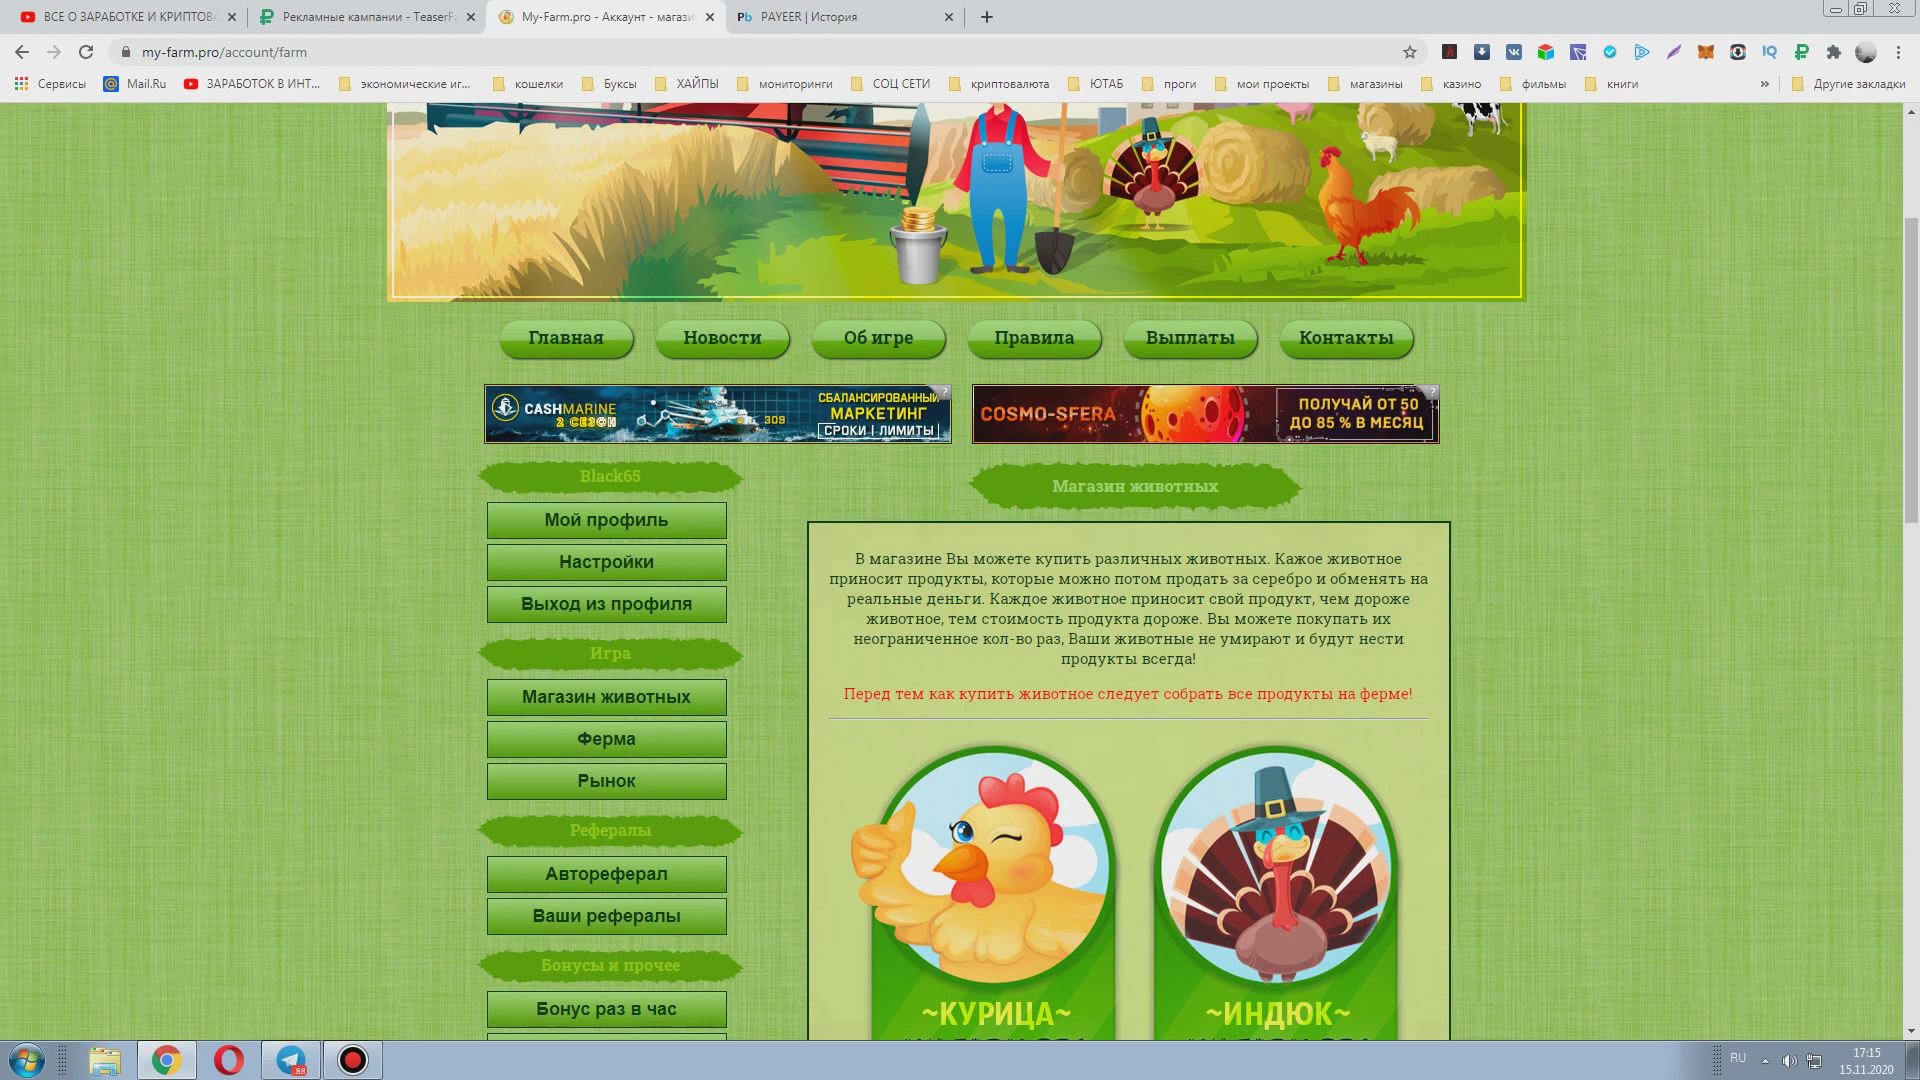 ВСЕ О ЗАРАБОТКЕ И КРИПТОВА
Рекламные кампании - TeaserFa
My-Farm.pro - Аккаунт - магазин
Pb PAYEER | История
my-farm.pro/account/farm
Сервисы
Mail.Ru
ЗАРАБОТОК В ИНТ...
экономические иг...
кошелки
Буксы
ХАЙПЫ
мониторинги
СОЦ СЕТИ
криптовалюта
ЮТАБ
проги
мои проекты
магазины
казино
фильмы
книги
»
Другие закладки
Главная
Новости
Об игре
Правила
Выплаты
Контакты
CASHMARINE
2 СЕЗОН
309
СБАЛАНСИРОВАННЫЙ
МАРКЕТИНГ
СРОКИ | ЛИМИТЫ
?
COSMO-SFERA
ПОЛУЧАЙ ОТ 50
ДО 85 % В МЕСЯЦ
?
Black65
Мой профиль
Настройки
Выход из профиля
Игра
Магазин животных
Ферма
Рынок
Рефералы
Автореферал
Ваши рефералы
Бонусы и прочее
Бонус раз в час
Магазин животных
В магазине Вы можете купить различных животных. Кажое животное
приносит продукты, которые можно потом продать за серебро и обменять на
реальные деньги. Каждое животное приносит свой продукт, чем дороже
животное, тем стоимость продукта дороже. Вы можете покупать их
неограниченное кол-во раз, Ваши животные не умирают и будут нести
продукты всегда!
Перед тем как купить животное следует собрать все продукты на ферме!
~КУРИЦА~
~ИНДЮК~
.88
RU
17:15
15.11.2020